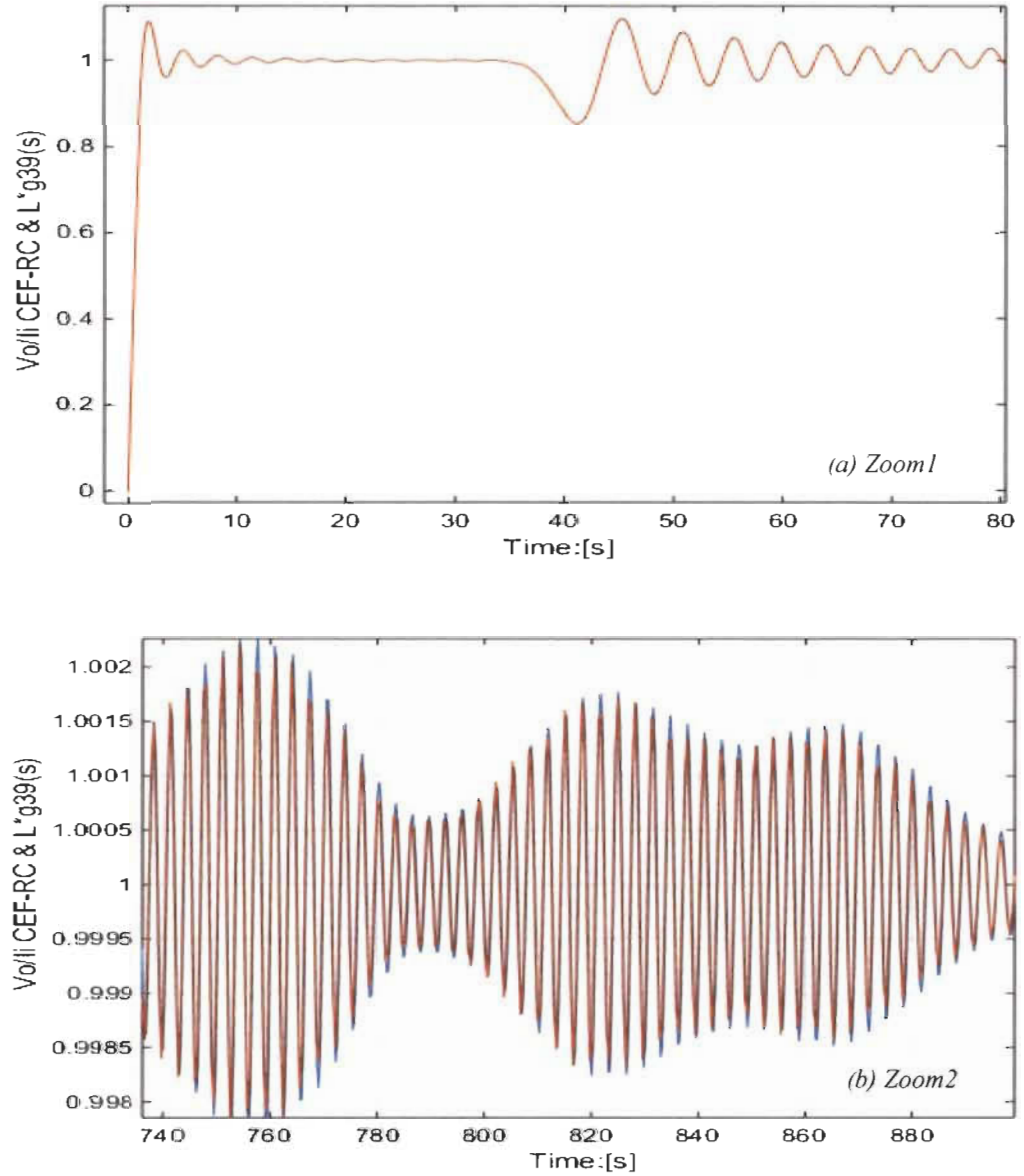 Vo/Ii CEF-RC & L*g39(s)
1
0.8
0.6
0.4
0.2
0
(a) Zoom1
0 10 20 30 40 50 60 70 80
Time:[s]
Vo/Ii CEF-RC & L*g39(s)
1.002
1.0015
1.001
1.0005
1
0.9995
0.999
0.9985
0.998
(b) Zoom2
740 760 780 800 820 840 860 880
Time:[s]